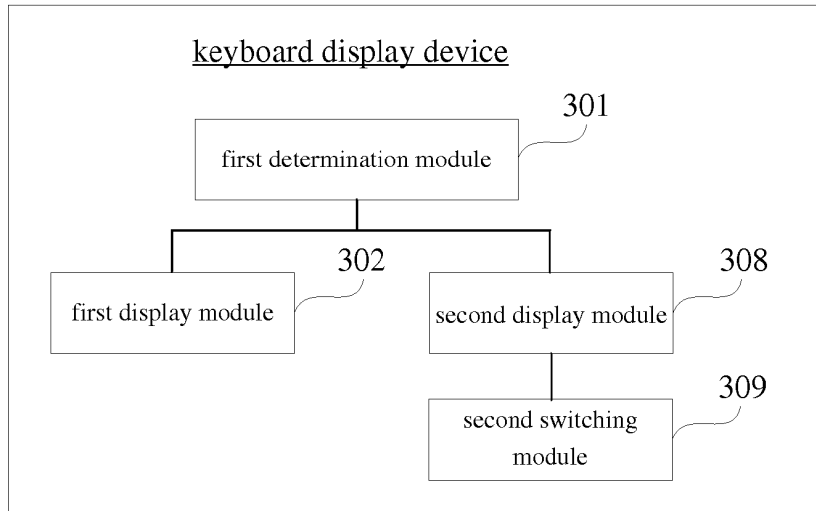 keyboard display device
301
first determination module
302
308
first display module
second display module
309
second switching
module